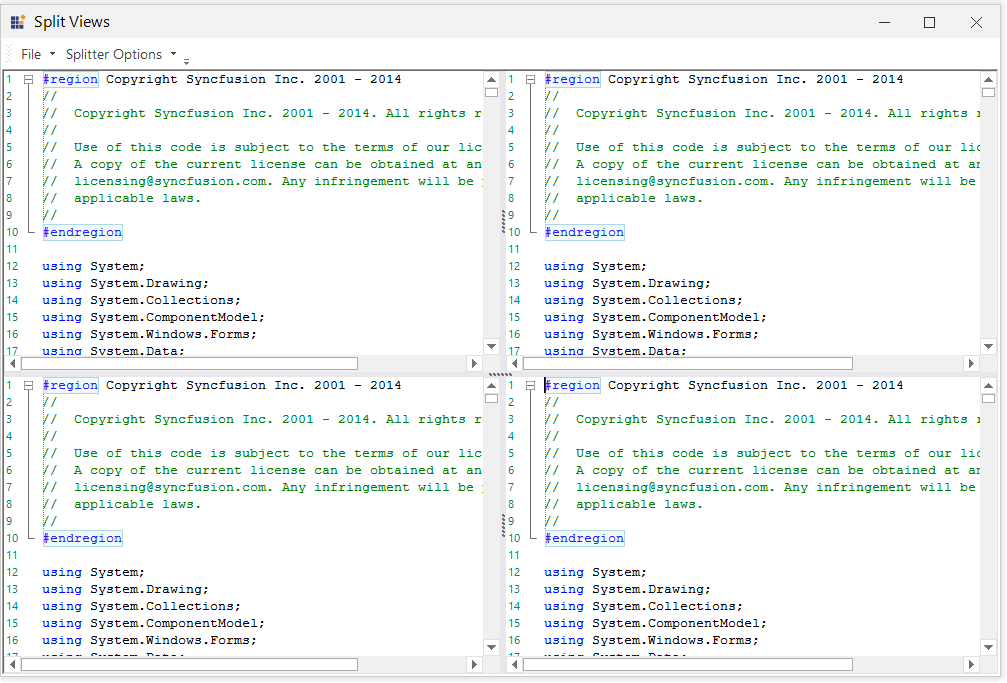 Split Views
File Splitter Options
1 #region Copyright Syncfusion Inc. 2001 - 2014
2 //
3 // Copyright Syncfusion Inc. 2001 - 2014. All rights
4 //
5 // Use of this code is subject to the terms of our lic
6 // A copy of the current license can be obtained at an
7 // licensing@syncfusion.com. Any infringement will be
8 // applicable laws.
9 //
10 #endregion
11
12 using System;
13 using System.Drawing;
14 using System.Collections;
15 using System.ComponentModel;
16 using System.Windows.Forms;
17 using System.Data;
1 #region Copyright Syncfusion Inc. 2001 - 2014
2 //
3 // Copyright Syncfusion Inc. 2001 - 2014. All rights
4 //
5 // Use of this code is subject to the terms of our lic
6 // A copy of the current license can be obtained at an
7 // licensing@syncfusion.com. Any infringement will be
8 // applicable laws.
9 //
10 #endregion
11
12 using System;
13 using System.Drawing;
14 using System.Collections;
15 using System.ComponentModel;
16 using System.Windows.Forms;
17 using System.Data;
1 #region Copyright Syncfusion Inc. 2001 - 2014
2 //
3 // Copyright Syncfusion Inc. 2001 - 2014. All rights
4 //
5 // Use of this code is subject to the terms of our lic
6 // A copy of the current license can be obtained at an
7 // licensing@syncfusion.com. Any infringement will be
8 // applicable laws.
9 //
10 #endregion
11
12 using System;
13 using System.Drawing;
14 using System.Collections;
15 using System.ComponentModel;
16 using System.Windows.Forms;
17 using System.Data;
1 #region Copyright Syncfusion Inc. 2001 - 2014
2 //
3 // Copyright Syncfusion Inc. 2001 - 2014. All rights
4 //
5 // Use of this code is subject to the terms of our lic
6 // A copy of the current license can be obtained at an
7 // licensing@syncfusion.com. Any infringement will be
8 // applicable laws.
9 //
10 #endregion
11
12 using System;
13 using System.Drawing;
14 using System.Collections;
15 using System.ComponentModel;
16 using System.Windows.Forms;
17 using System.Data;